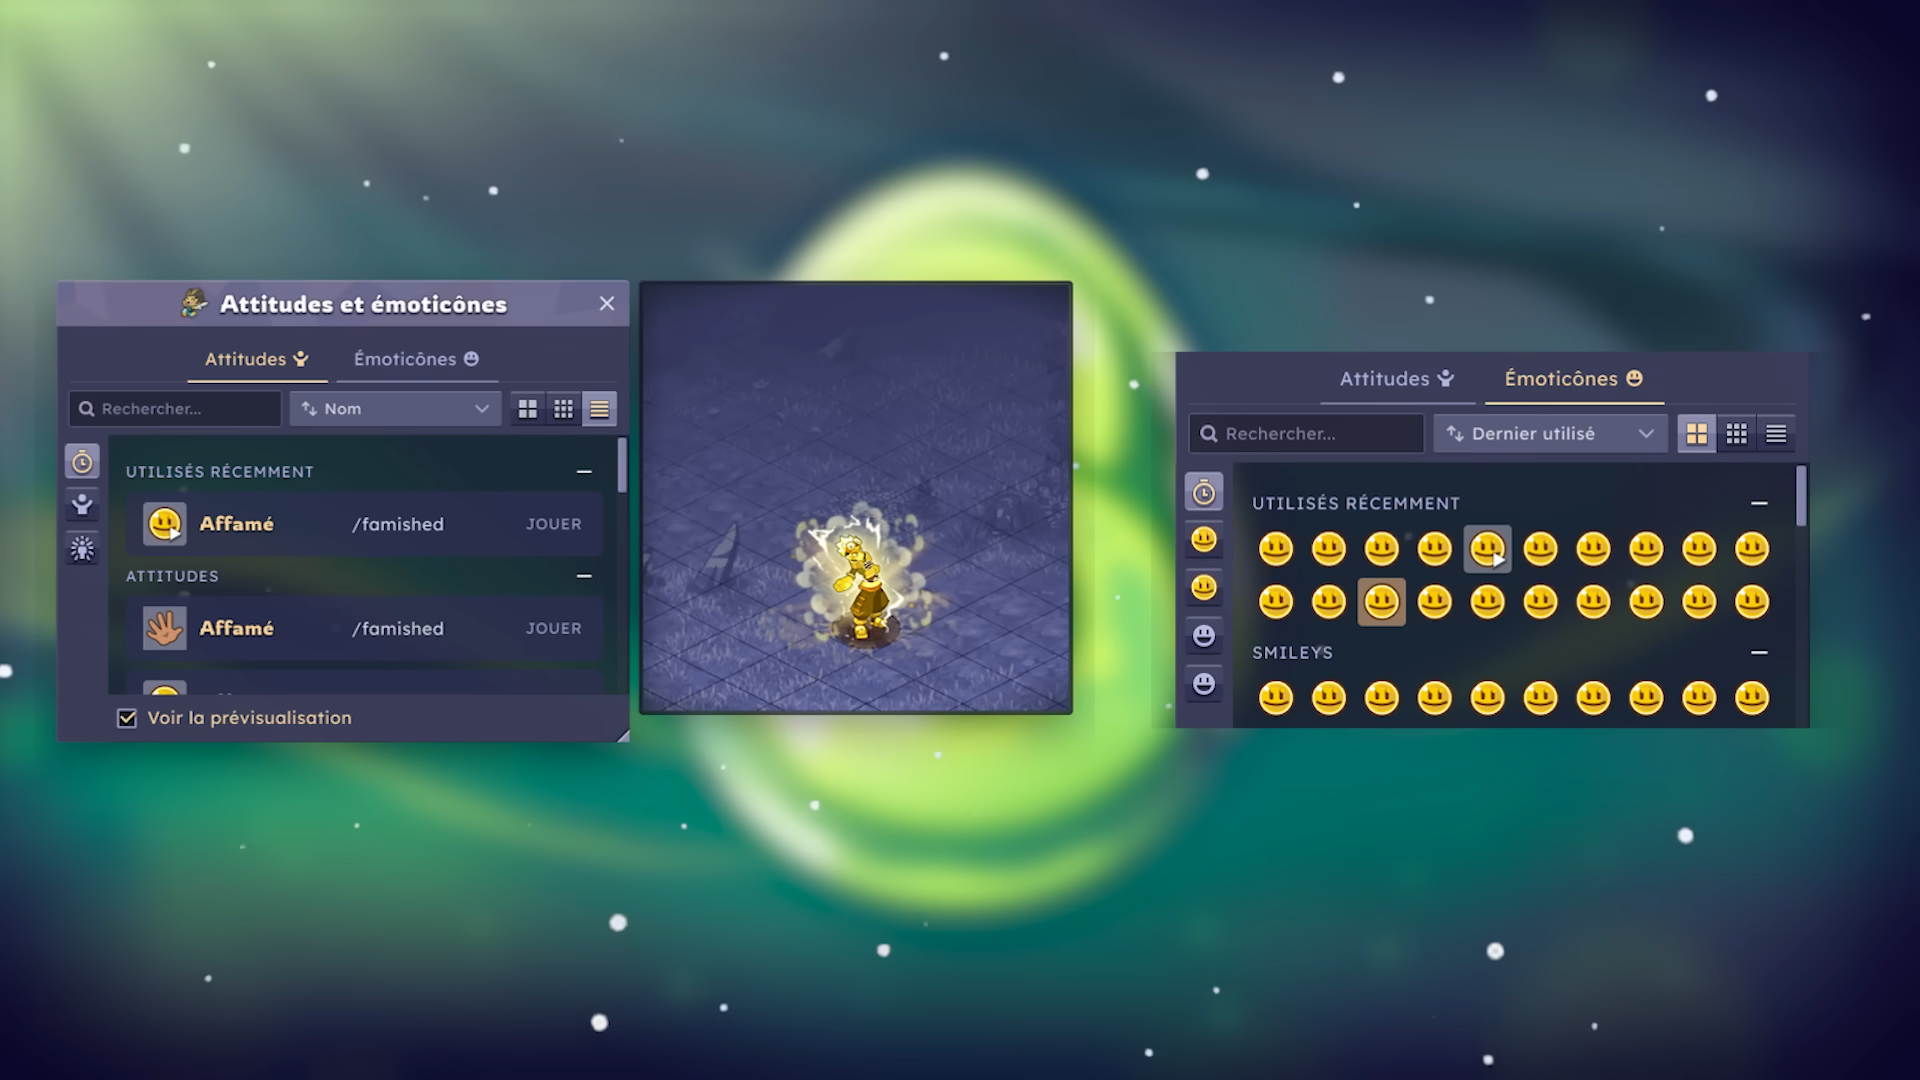 Attitudes et émoticônes
Attitudes
Émoticônes
Rechercher...
Nom
UTILISÉS RÉCEMMENT
Affamé
/famished
JOUER
ATTITUDES
Affamé
/famished
JOUER
Voir la prévisualisation
Attitudes
Émoticônes
Rechercher...
Dernier utilisé
UTILISÉS RÉCEMMENT
SMILEYS